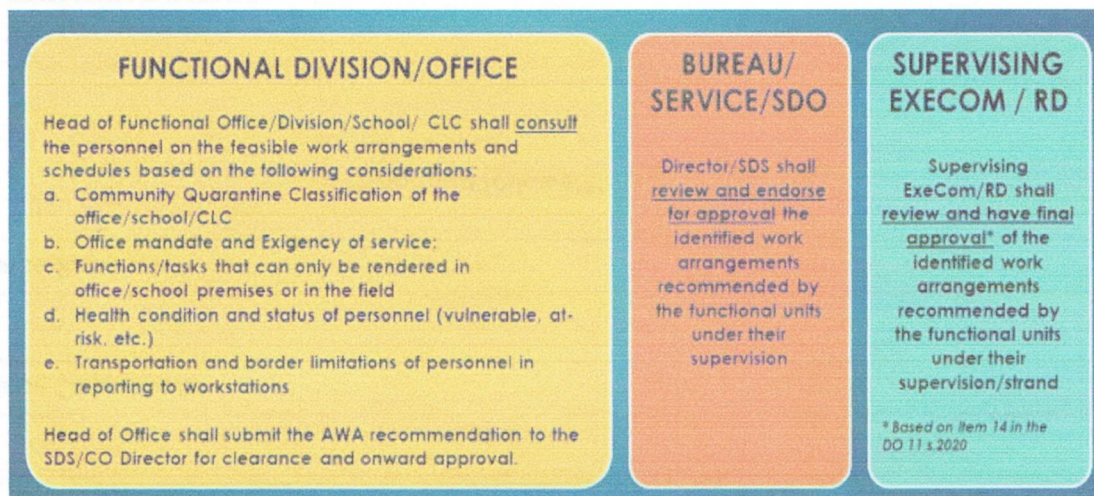 FUNCTIONAL DIVISION/OFFICE
Head of Functional Office/Division/School/ CLC shall consult
the personnel on the feasible work arrangements and
schedules based on the following considerations:
a. Community Quarantine Classification of the
office/school/CLC
b. Office mandate and Exigency of service;
c. Functions/tasks that can only be rendered in
office/school premises or in the field
d. Health condition and status of personnel (vulnerable, at-
risk, etc.)
e. Transportation and border limitations of personnel in
reporting to workstations
Head of Office shall submit the AWA recommendation to the
SDS/CO Director for clearance and onward approval.
BUREAU/
SERVICE/SDO
Director/SDS shall
review and endorse
for approval the
identified work
arrangements
recommended by
the functional units
under their
supervision
SUPERVISING
EXECOM / RD
Supervising
ExeCom/RD shall
review and have final
approval* of the
identified work
arrangements
recommended by
the functional units
under their
supervision/strand
* Based on Item 14 in the
DO 11 s.2020